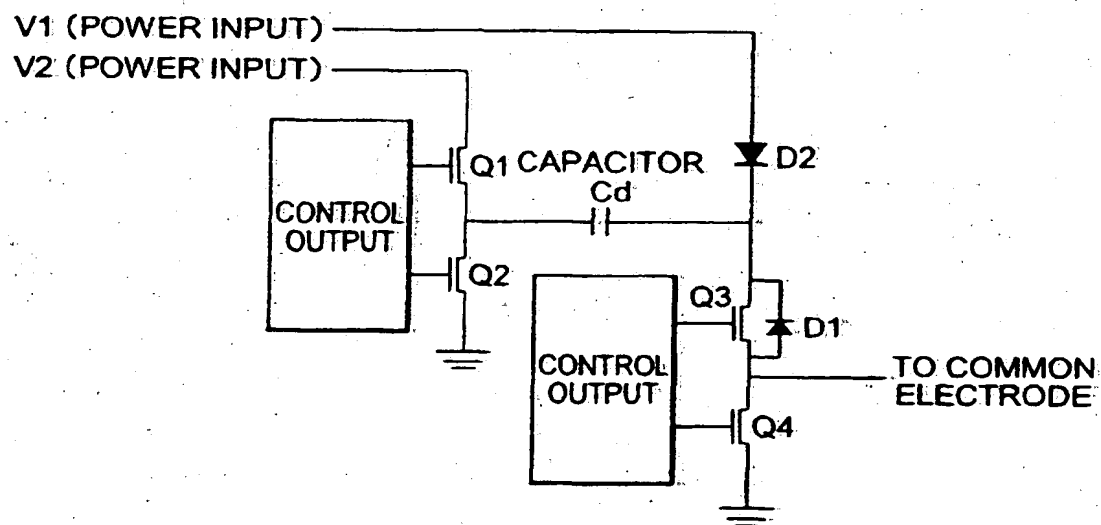 V1 (POWER INPUT)
V2 (POWER INPUT)
Q1 CAPACITOR
Cd
D2
CONTROL
OUTPUT
Q2
Q3
D1
CONTROL
OUTPUT
TO COMMON
ELECTRODE
Q4